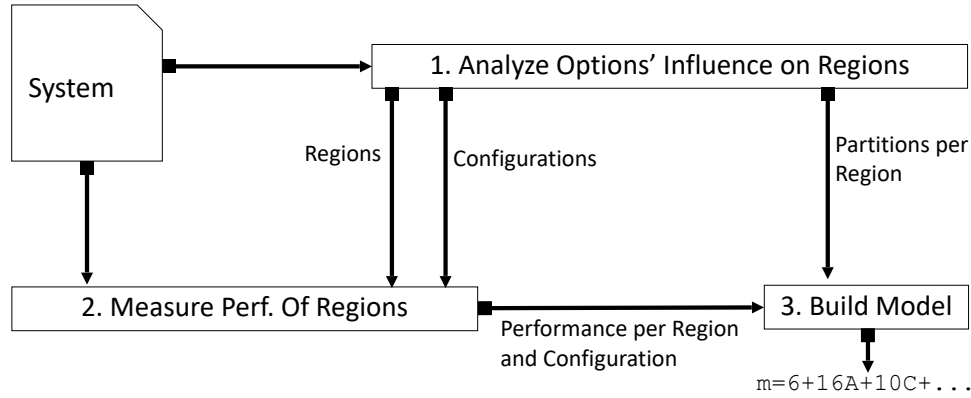 1. Analyze Options’ Influence on Regions
System
Regions
Configurations
Partitions per
Region
2. Measure Perf. Of Regions
3. Build Model
Performance per Region
and Configuration
m=6+16A+10C+...